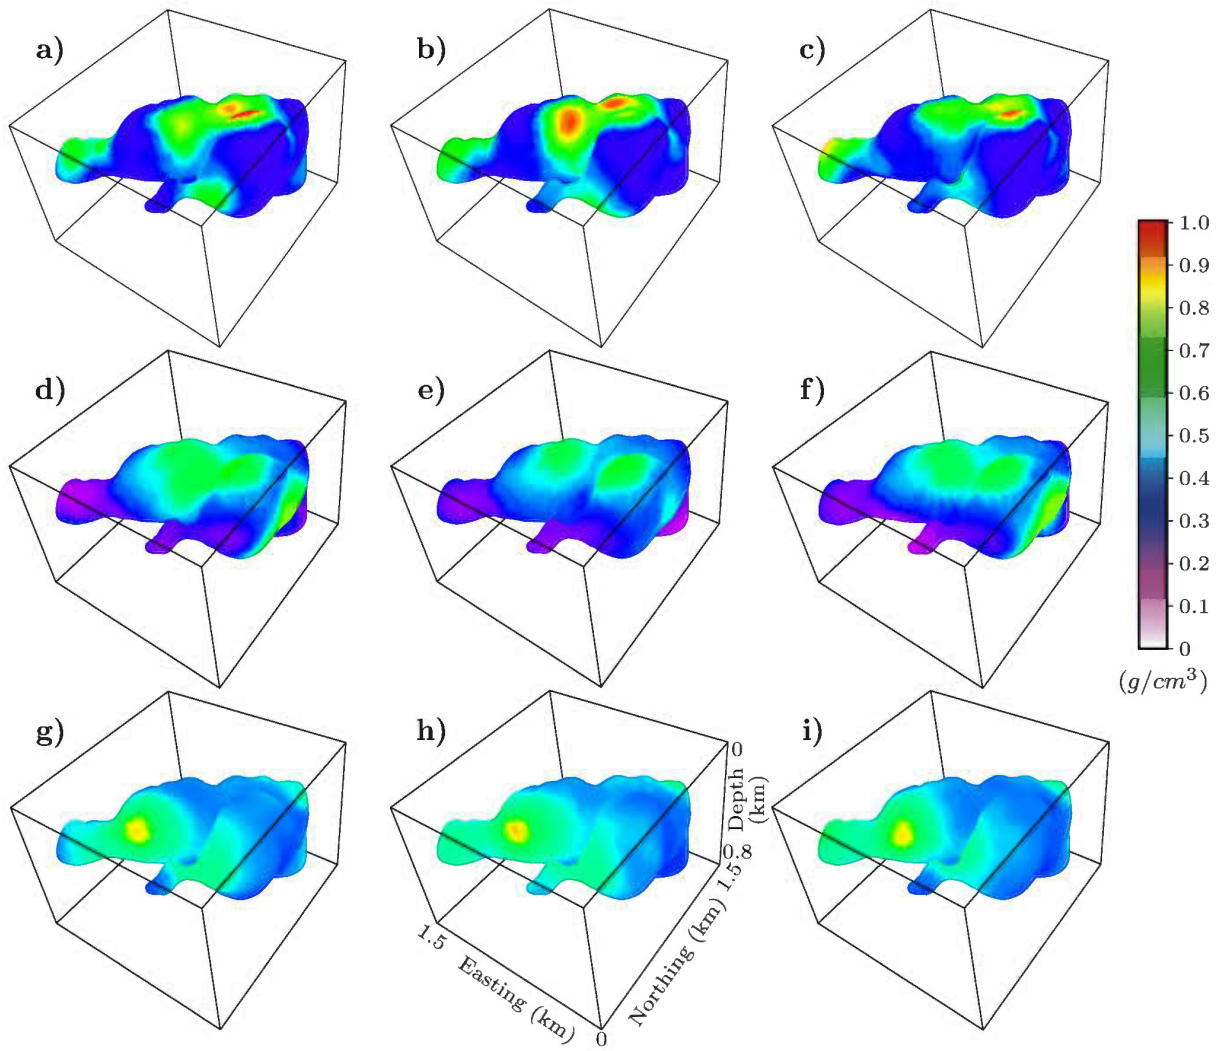 a)
b)
c)
1.0
0.9
0.8
0.7
0.6
0.5
0.4
0.3
0.2
0.1
0
(g/cm³)
d)
e)
f)
g)
h)
i)
0
Depth
(km)
0.8
1.5
Northing (km)
1.5
Easting (km)
0